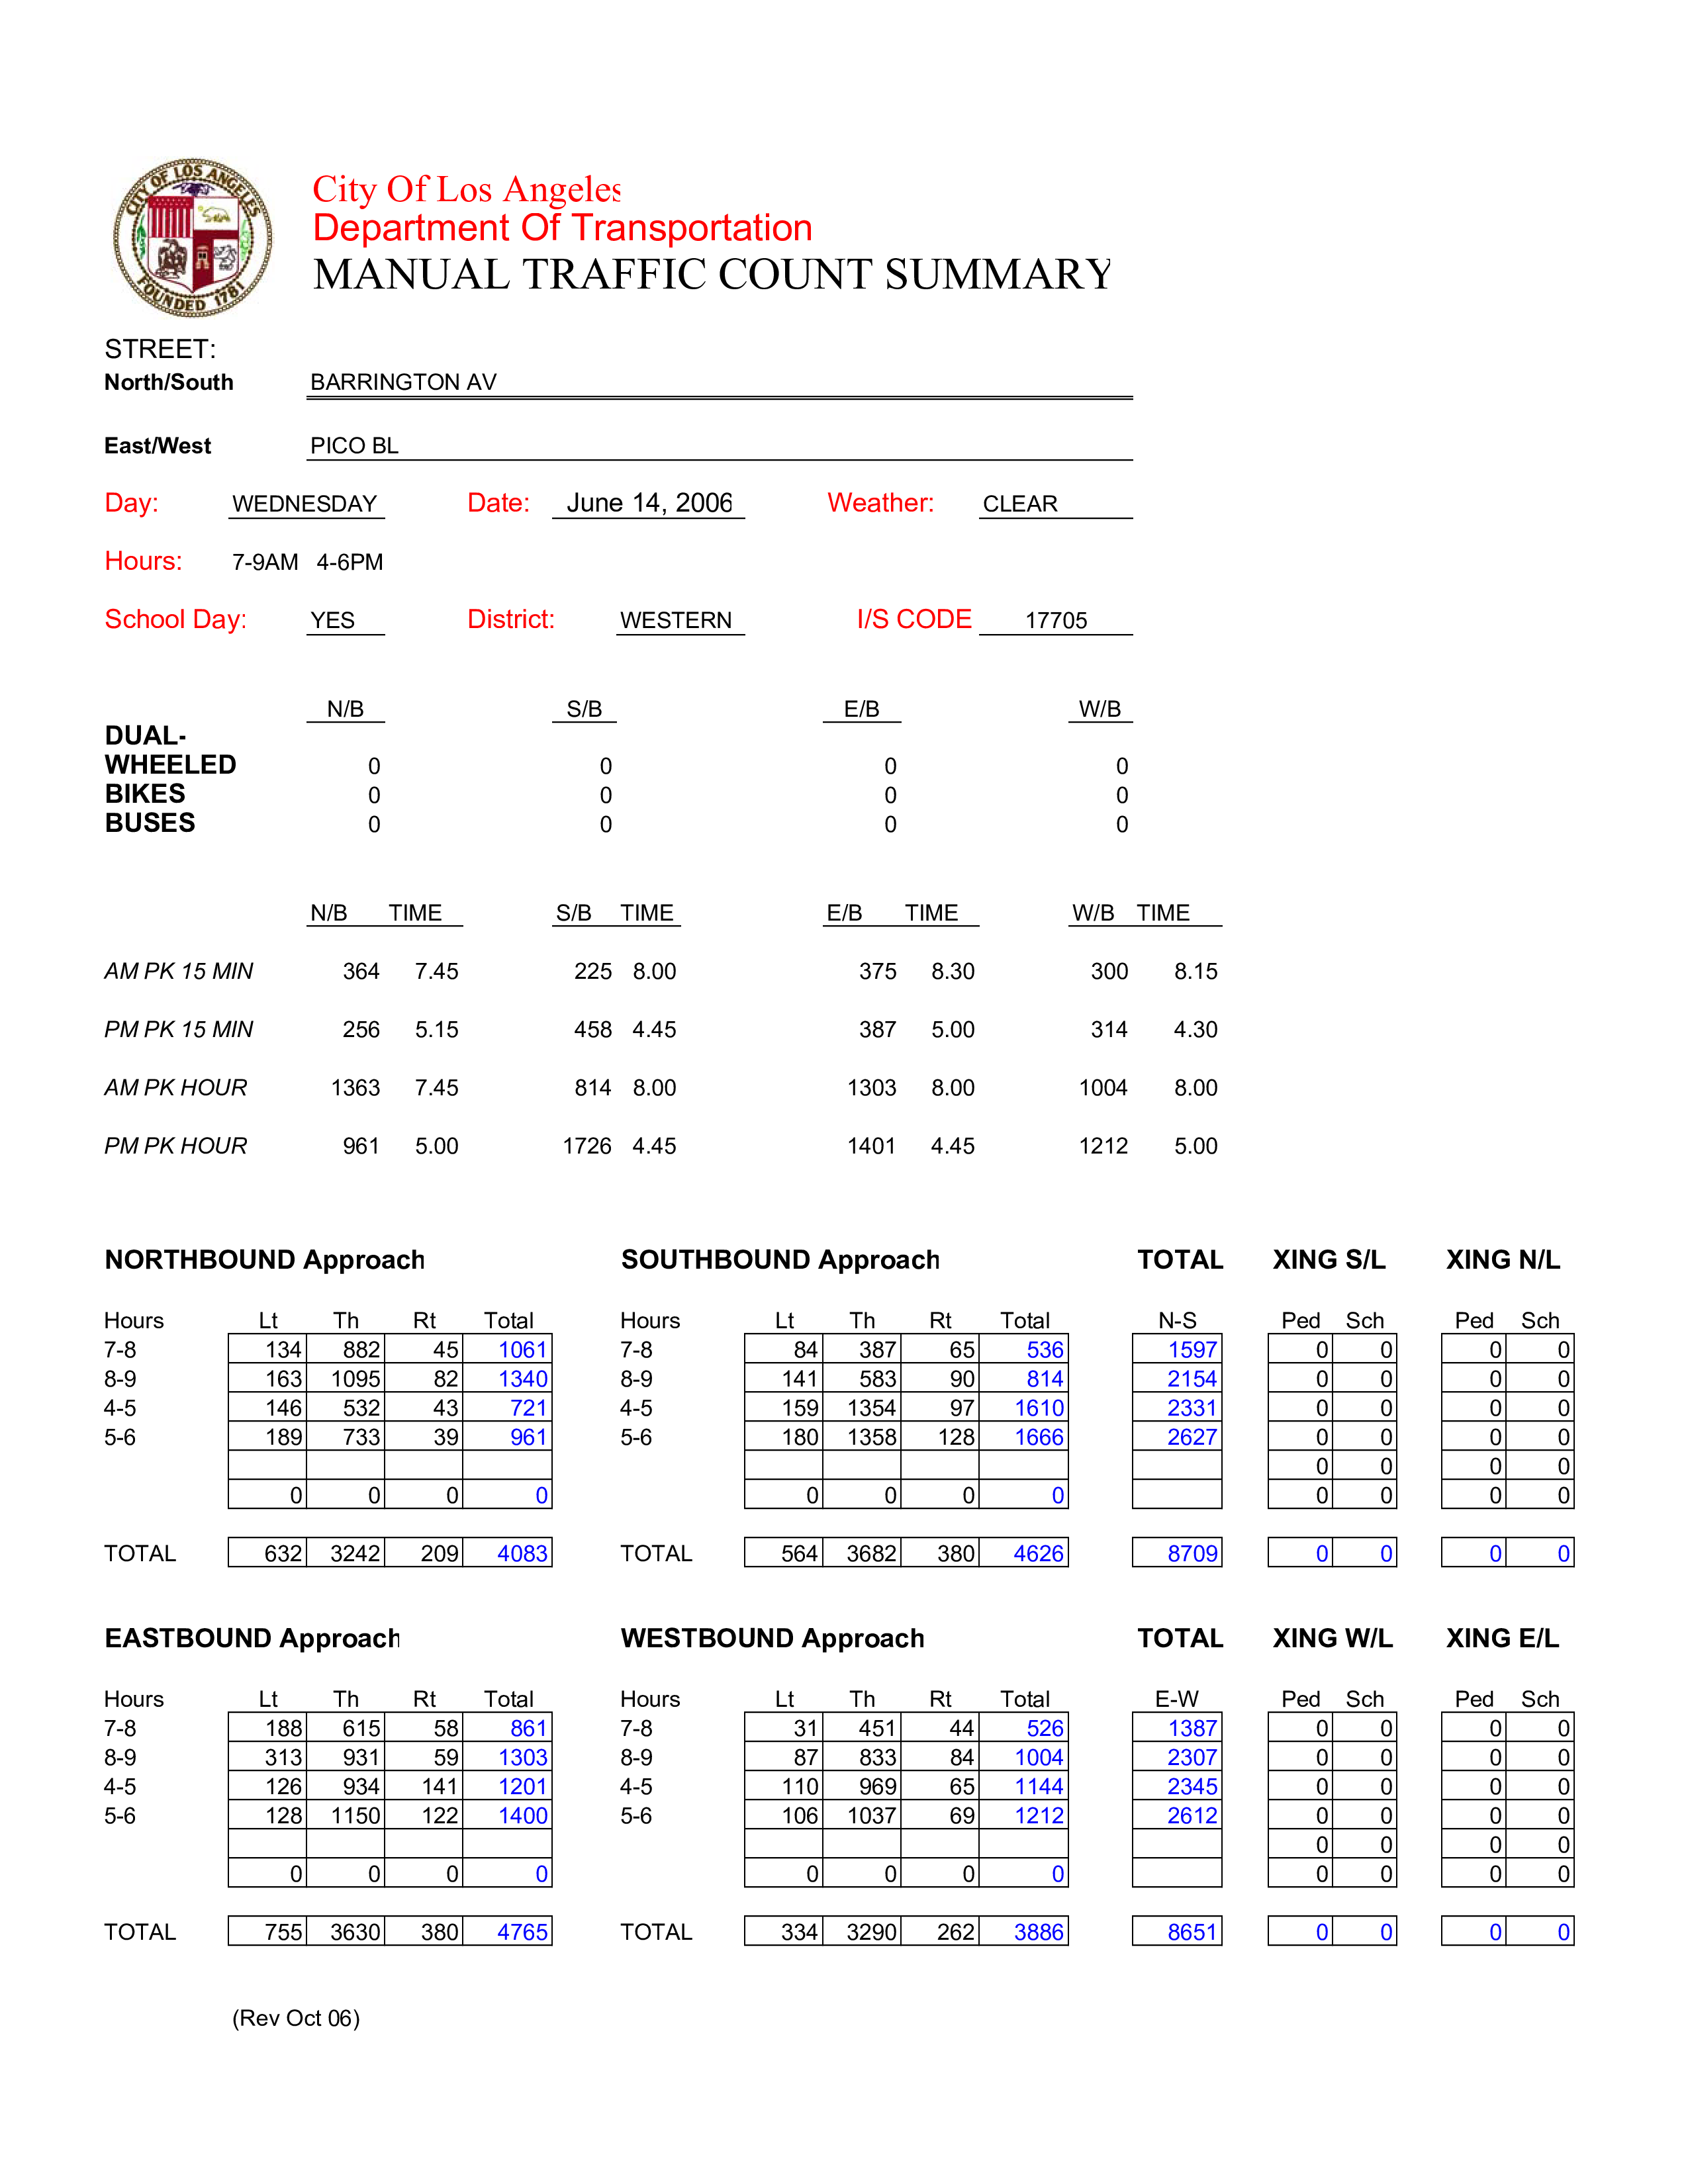 CITY OF LOS ANGELES
FOUNDED 1781
City Of Los Angeles
Department Of Transportation
MANUAL TRAFFIC COUNT SUMMARY
STREET:
North/South BARRINGTON AV
East/West PICO BL
Day: WEDNESDAY Date: June 14, 2006 Weather: CLEAR
Hours: 7-9AM 4-6PM
School Day: YES District: WESTERN I/S CODE 17705
N/B S/B E/B W/B
DUAL-
WHEELED 0 0 0 0
BIKES 0 0 0 0
BUSES 0 0 0 0
N/B TIME S/B TIME E/B TIME W/B TIME
AM PK 15 MIN 364 7.45 225 8.00 375 8.30 300 8.15
PM PK 15 MIN 256 5.15 458 4.45 387 5.00 314 4.30
AM PK HOUR 1363 7.45 814 8.00 1303 8.00 1004 8.00
PM PK HOUR 961 5.00 1726 4.45 1401 4.45 1212 5.00
NORTHBOUND Approach SOUTHBOUND Approach TOTAL XING S/L XING N/L
Hours Lt Th Rt Total Hours Lt Th Rt Total N-S Ped Sch Ped Sch
7-8 134 882 45 1061 7-8 84 387 65 536 1597 0 0 0 0
8-9 163 1095 82 1340 8-9 141 583 90 814 2154 0 0 0 0
4-5 146 532 43 721 4-5 159 1354 97 1610 2331 0 0 0 0
5-6 189 733 39 961 5-6 180 1358 128 1666 2627 0 0 0 0
0 0 0 0
0 0 0 0 0 0 0 0 0 0 0 0
TOTAL 632 3242 209 4083 TOTAL 564 3682 380 4626 8709 0 0 0 0
EASTBOUND Approach WESTBOUND Approach TOTAL XING W/L XING E/L
Hours Lt Th Rt Total Hours Lt Th Rt Total E-W Ped Sch Ped Sch
7-8 188 615 58 861 7-8 31 451 44 526 1387 0 0 0 0
8-9 313 931 59 1303 8-9 87 833 84 1004 2307 0 0 0 0
4-5 126 934 141 1201 4-5 110 969 65 1144 2345 0 0 0 0
5-6 128 1150 122 1400 5-6 106 1037 69 1212 2612 0 0 0 0
0 0 0 0
0 0 0 0 0 0 0 0 0 0 0 0
TOTAL 755 3630 380 4765 TOTAL 334 3290 262 3886 8651 0 0 0 0
(Rev Oct 06)